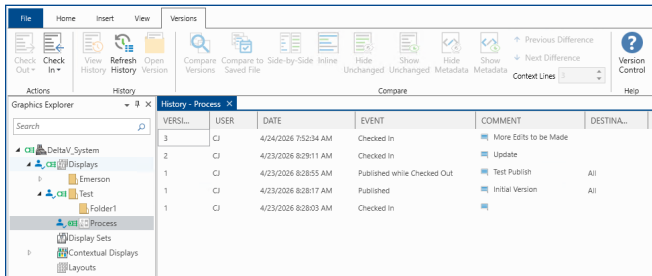 File Home Insert View Versions
Check Out Check In View History Refresh History Open Version Compare Versions Compare to Saved File Side-by-Side Inline Hide Unchanged Show Unchanged Hide Metadata Show Metadata Previous Difference Next Difference Context Lines 3 Version Control
Actions History Compare Help
Graphics Explorer
Search
DeltaV_System
Displays
Emerson
Test
Folder1
Process
Display Sets
Contextual Displays
Layouts
History - Process
VERSI... USER DATE EVENT COMMENT DESTINA...
3 CJ 4/24/2026 7:52:34 AM Checked In More Edits to be Made
2 CJ 4/23/2026 8:29:11 AM Checked In Update
1 CJ 4/23/2026 8:28:55 AM Published while Checked Out Test Publish All
1 CJ 4/23/2026 8:28:17 AM Published Initial Version All
1 CJ 4/23/2026 8:28:03 AM Checked In